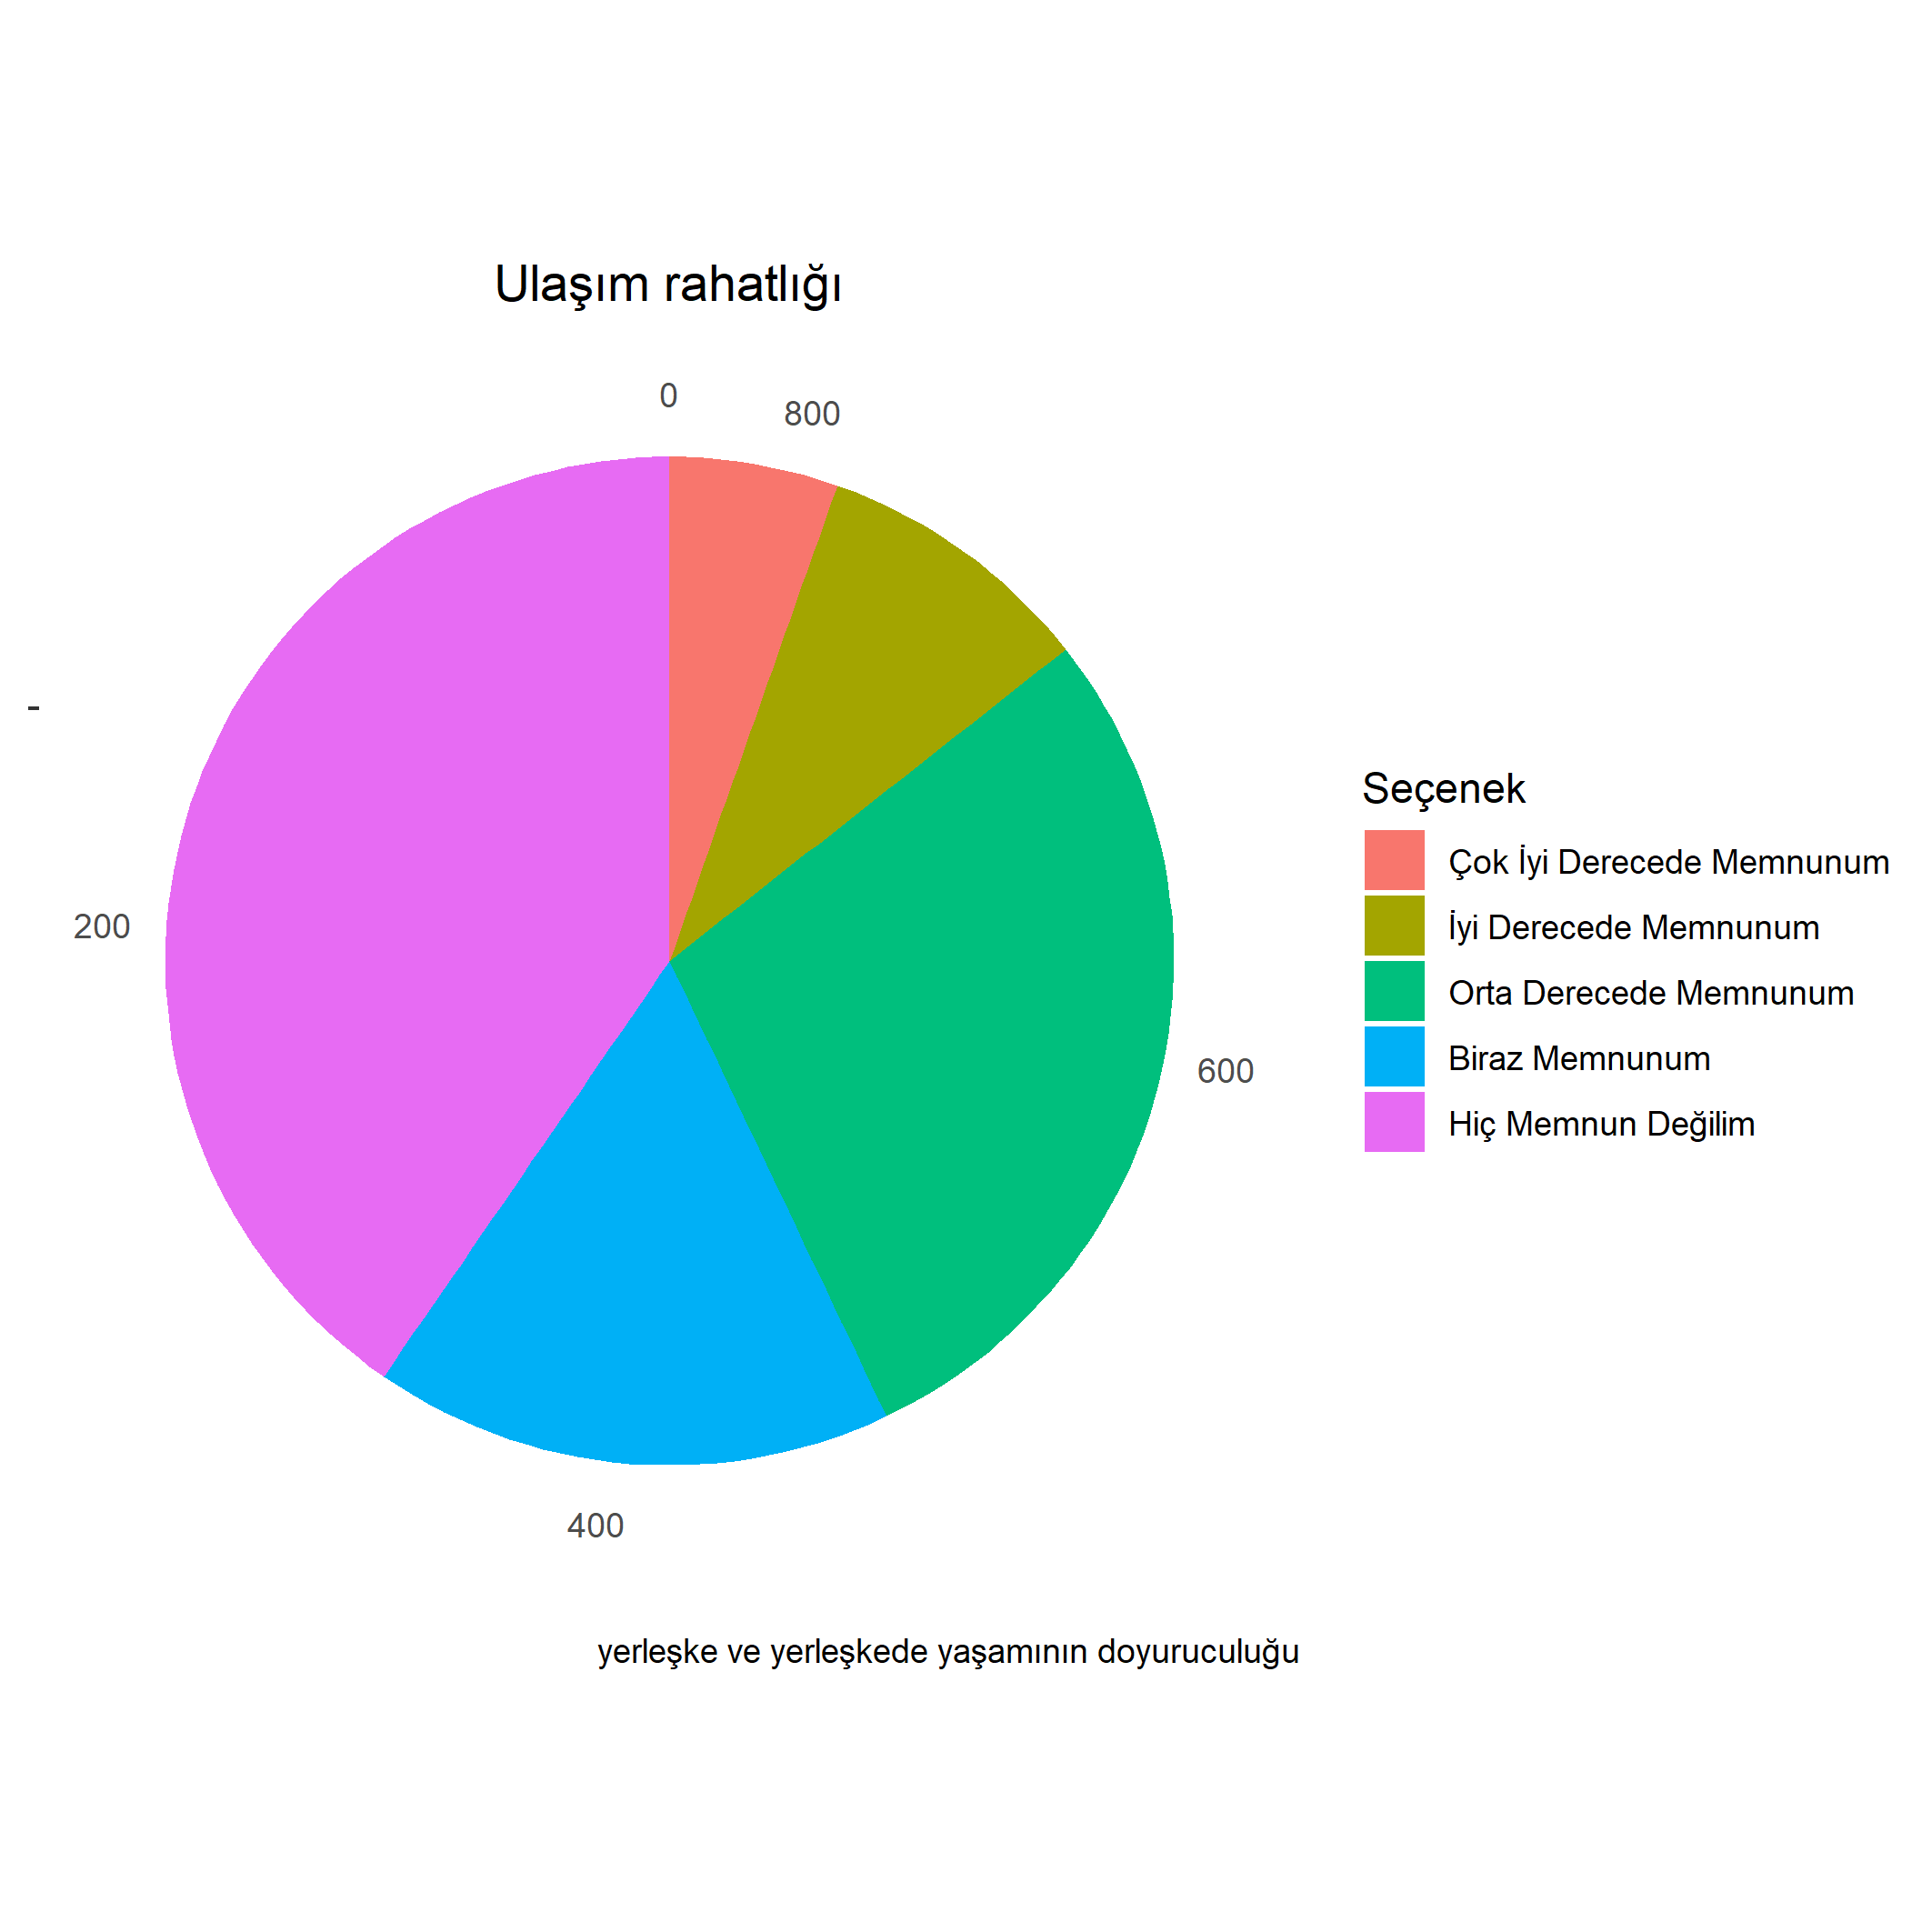 Ulaşım rahatlığı
0
800
-
200
600
400
Seçenek
Çok İyi Derecede Memnunum
İyi Derecede Memnunum
Orta Derecede Memnunum
Biraz Memnunum
Hiç Memnun Değilim
yerleşke ve yerleşkede yaşamının doyuruculuğu